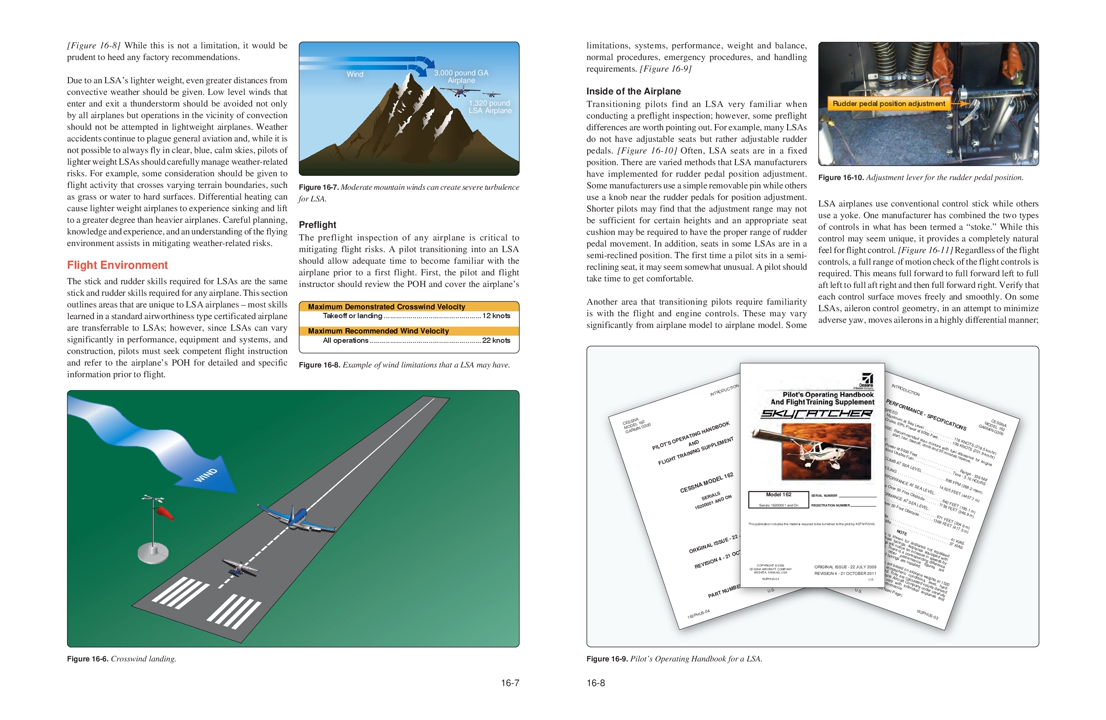 [Figure 16-8] While this is not a limitation, it would be
prudent to heed any factory recommendations.
Due to an LSA's lighter weight, even greater distances from
convective weather should be given. Low level winds that
enter and exit a thunderstorm should be avoided not only
by all airplanes but operations in the vicinity of convection
should not be attempted in lightweight airplanes. Weather
accidents continue to plague general aviation and, while it is
not possible to always fly in clear, blue, calm skies, pilots of
lighter weight LSAs should carefully manage weather-related
risks. For example, some consideration should be given to
flight activity that crosses varying terrain boundaries, such
as grass or water to hard surfaces. Differential heating can
cause lighter weight airplanes to experience sinking and lift
to a greater degree than heavier airplanes. Careful planning,
knowledge and experience, and an understanding of the flying
environment assists in mitigating weather-related risks.
Flight Environment
The stick and rudder skills required for LSAs are the same
stick and rudder skills required for any airplane. This section
outlines areas that are unique to LSA airplanes – most skills
learned in a standard airworthiness type certificated airplane
are transferrable to LSAs; however, since LSAs can vary
significantly in performance, equipment and systems, and
construction, pilots must seek competent flight instruction
and refer to the airplane's POH for detailed and specific
information prior to flight.
Wind
3,000 pound GA
Airplane
1,320 pound
LSA Airplane
Figure 16-7. Moderate mountain winds can create severe turbulence
for LSA.
Preflight
The preflight inspection of any airplane is critical to
mitigating flight risks. A pilot transitioning into an LSA
should allow adequate time to become familiar with the
airplane prior to a first flight. First, the pilot and flight
instructor should review the POH and cover the airplane's
Maximum Demonstrated Crosswind Velocity
Takeoff or landing ... 12 knots
Maximum Recommended Wind Velocity
All operations ... 22 knots
Figure 16-8. Example of wind limitations that a LSA may have.
WIND
Figure 16-6. Crosswind landing.
16-7
limitations, systems, performance, weight and balance,
normal procedures, emergency procedures, and handling
requirements. [Figure 16-9]
Inside of the Airplane
Transitioning pilots find an LSA very familiar when
conducting a preflight inspection; however, some preflight
differences are worth pointing out. For example, many LSAs
do not have adjustable seats but rather adjustable rudder
pedals. [Figure 16-10] Often, LSA seats are in a fixed
position. There are varied methods that LSA manufacturers
have implemented for rudder pedal position adjustment.
Some manufacturers use a simple removable pin while others
use a knob near the rudder pedals for position adjustment.
Shorter pilots may find that the adjustment range may not
be sufficient for certain heights and an appropriate seat
cushion may be required to have the proper range of rudder
pedal movement. In addition, seats in some LSAs are in a
semi-reclined position. The first time a pilot sits in a semi-
reclining seat, it may seem somewhat unusual. A pilot should
take time to get comfortable.
Another area that transitioning pilots require familiarity
is with the flight and engine controls. These may vary
significantly from airplane model to airplane model. Some
Rudder pedal position adjustment
Figure 16-10. Adjustment lever for the rudder pedal position.
LSA airplanes use conventional control stick while others
use a yoke. One manufacturer has combined the two types
of controls in what has been termed a "stoke." While this
control may seem unique, it provides a completely natural
feel for flight control. [Figure 16-11] Regardless of the flight
controls, a full range of motion check of the flight controls is
required. This means full forward to full forward left to full
aft left to full aft right and then full forward right. Verify that
each control surface moves freely and smoothly. On some
LSAs, aileron control geometry, in an attempt to minimize
adverse yaw, moves ailerons in a highly differential manner;
INTRODUCTION
CESSNA
MODEL 162
PILOT'S OPERATING HANDBOOK
AND
FLIGHT TRAINING SUPPLEMENT
CESSNA MODEL 162
SERIALS
16200001 AND ON
ORIGINAL ISSUE - 22
REVISION 4 - 21 OCT
PART NUMBER
U.S.
Cessna
Pilot's Operating Handbook
And Flight Training Supplement
SKYCATCHER
Model 162
Serials 16200001 and On
SERIAL NUMBER
REGISTRATION NUMBER
ORIGINAL ISSUE - 22 JULY 2009
REVISION 4 - 21 OCTOBER 2011
INTRODUCTION
CESSNA
MODEL 162
PERFORMANCE - SPECIFICATIONS
NOTE
U.S.
Figure 16-9. Pilot's Operating Handbook for a LSA.
16-8